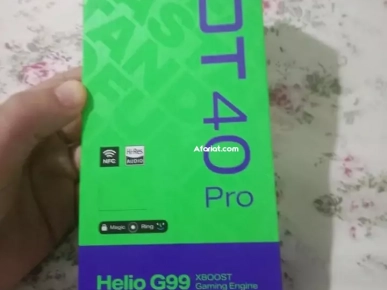 OT 40
Pro
Afariat.com
NFC
Hi-Res
AUDIO
Magic Ring
Helio G99 XBOOST
Gaming Engine